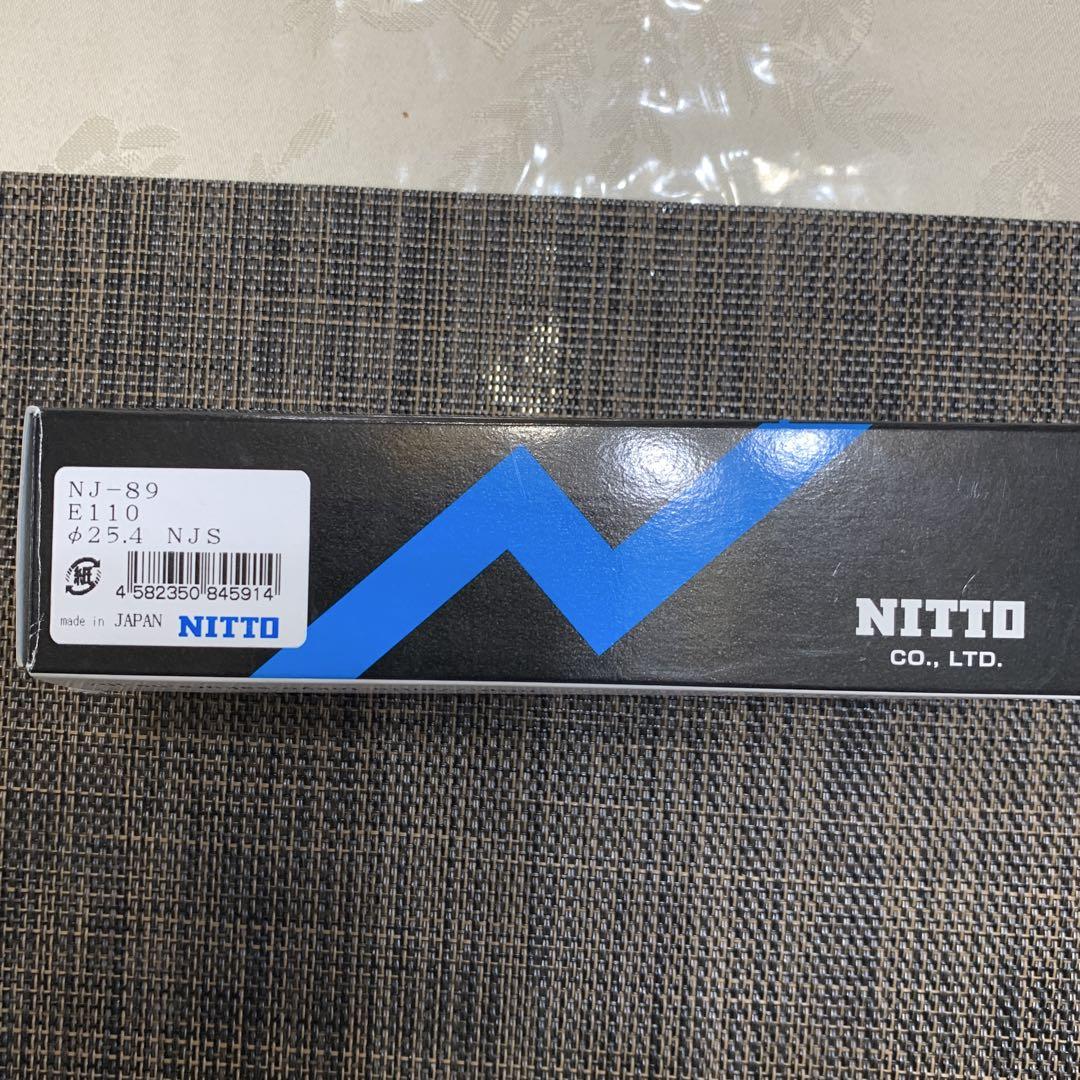 NJ-89
E110
φ25.4 NJS
紙
4 582350 845914
made in JAPAN NITTO
NITTO
CO., LTD.